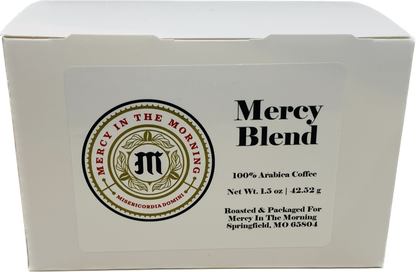 MERCY IN THE MORNING
M
MISERICORDIA DOMINI
Mercy
Blend
100% Arabica Coffee
Net Wt. 1.5 oz | 42.52 g
Roasted & Packaged For
Mercy In The Morning
Springfield, MO 65804